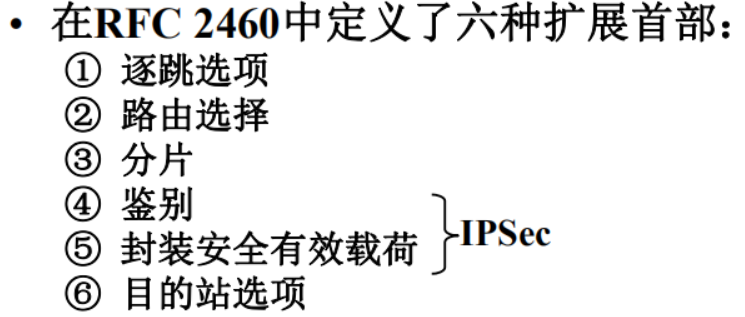 • 在RFC 2460中定义了六种扩展首部：
① 逐跳选项
② 路由选择
③ 分片
④ 鉴别
⑤ 封装安全有效载荷
IPSec
⑥ 目的站选项